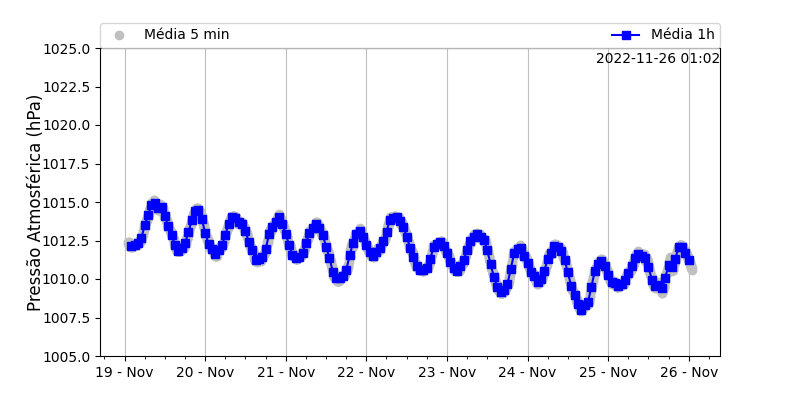 Média 5 min
Média 1h
2022-11-26 01:02
Pressão Atmosférica (hPa)
1025.0
1022.5
1020.0
1017.5
1015.0
1012.5
1010.0
1007.5
1005.0
19 - Nov
20 - Nov
21 - Nov
22 - Nov
23 - Nov
24 - Nov
25 - Nov
26 - Nov